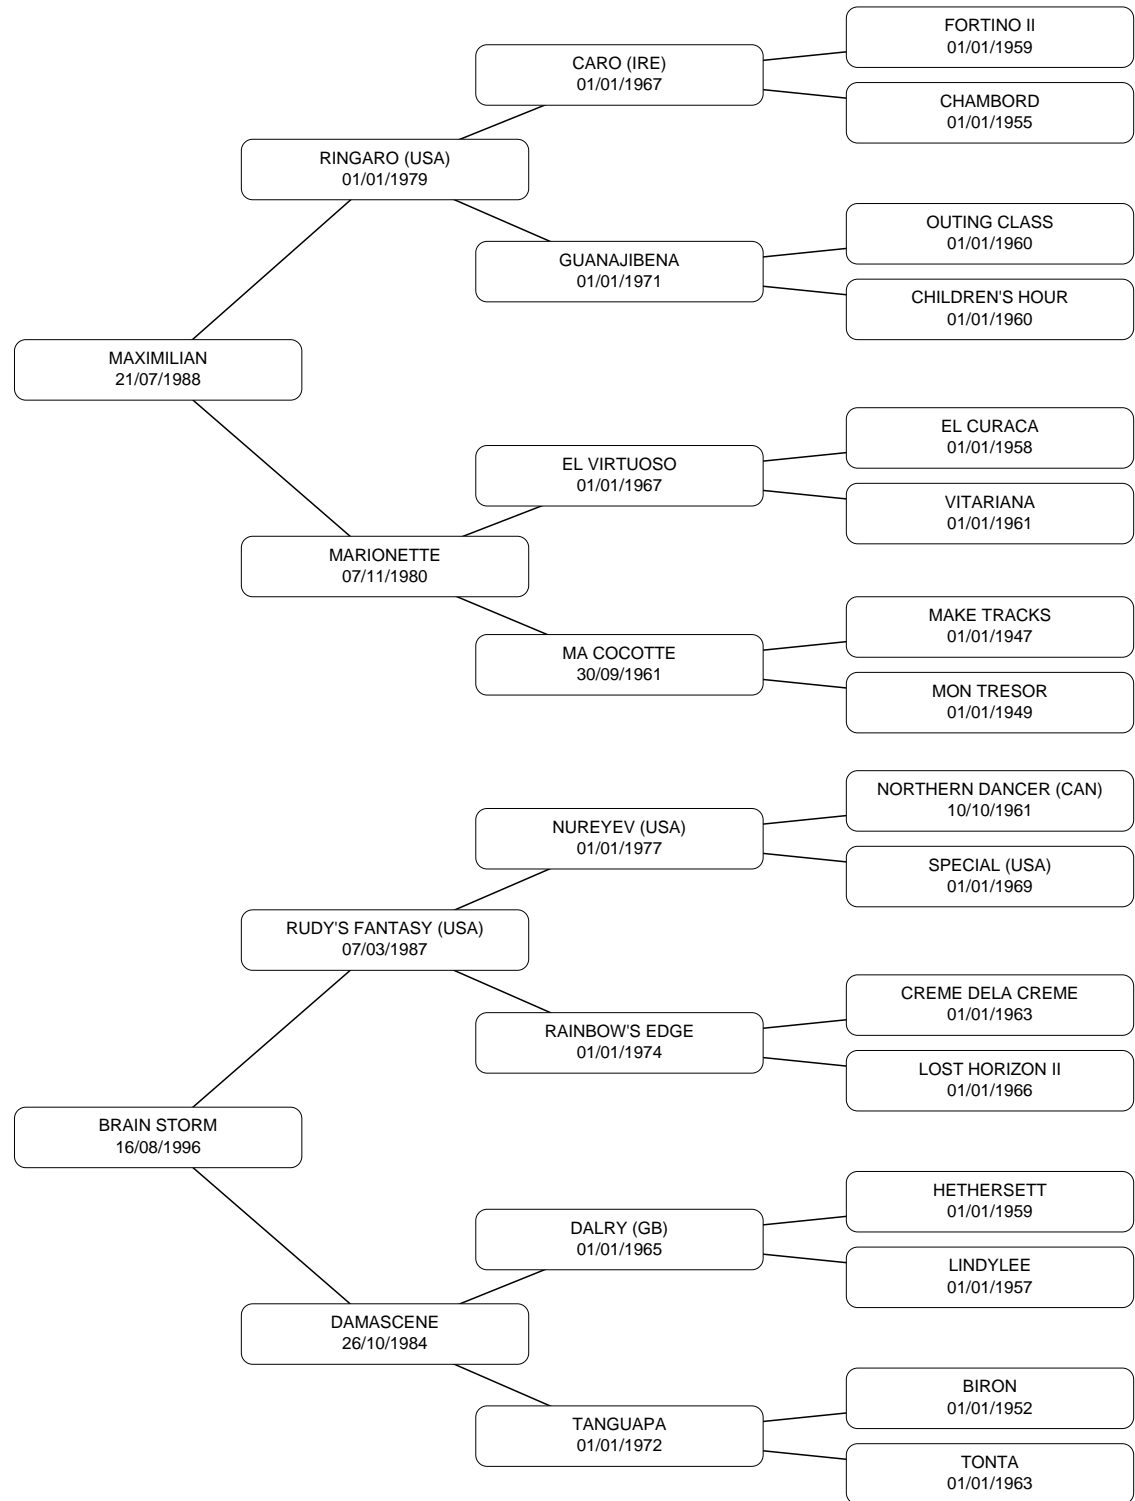 FORTINO II
01/01/1959
CARO (IRE)
01/01/1967
CHAMBORD
01/01/1955
RINGARO (USA)
01/01/1979
OUTING CLASS
01/01/1960
GUANAJIBENA
01/01/1971
CHILDREN'S HOUR
01/01/1960
MAXIMILIAN
21/07/1988
EL CURACA
01/01/1958
EL VIRTUOSO
01/01/1967
VITARIANA
01/01/1961
MARIONETTE
07/11/1980
MAKE TRACKS
01/01/1947
MA COCOTTE
30/09/1961
MON TRESOR
01/01/1949
NORTHERN DANCER (CAN)
10/10/1961
NUREYEV (USA)
01/01/1977
SPECIAL (USA)
01/01/1969
RUDY'S FANTASY (USA)
07/03/1987
CREME DELA CREME
01/01/1963
RAINBOW'S EDGE
01/01/1974
LOST HORIZON II
01/01/1966
BRAIN STORM
16/08/1996
HETHERSETT
01/01/1959
DALRY (GB)
01/01/1965
LINDYLEE
01/01/1957
DAMASCENE
26/10/1984
BIRON
01/01/1952
TANGUAPA
01/01/1972
TONTA
01/01/1963